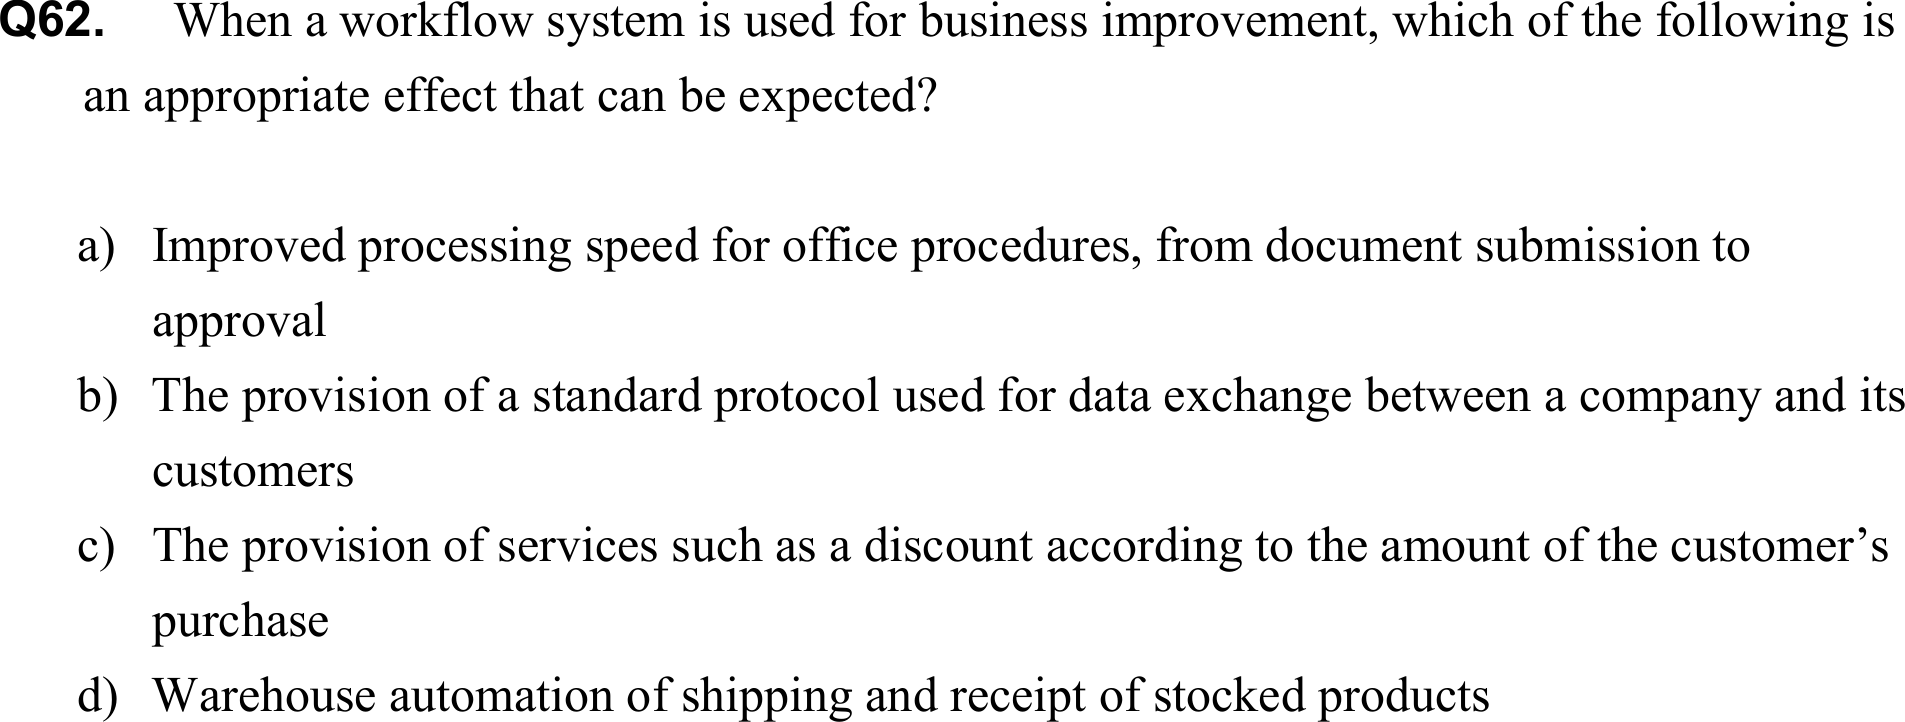 Q62. When a workflow system is used for business improvement, which of the following is
an appropriate effect that can be expected?
a) Improved processing speed for office procedures, from document submission to
approval
b) The provision of a standard protocol used for data exchange between a company and its
customers
c) The provision of services such as a discount according to the amount of the customer’s
purchase
d) Warehouse automation of shipping and receipt of stocked products